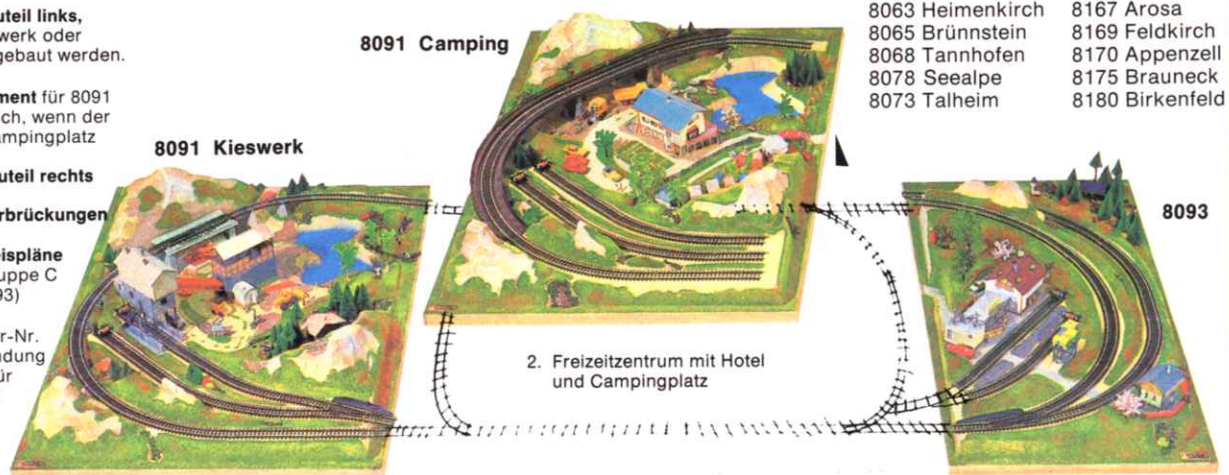 uteil links,
werk oder
gebaut werden.
ment für 8091
ch, wenn der
ampingplatz
uteil rechts
rbrückungen
eispläne
uppe C
93)
r-Nr.
ndung
ür
8091 Kieswerk
8091 Camping
2. Freizeitzentrum mit Hotel
und Campingplatz
8063 Heimenkirch 8167 Arosa
8065 Brünnstein 8169 Feldkirch
8068 Tannhofen 8170 Appenzell
8078 Seealpe 8175 Brauneck
8073 Talheim 8180 Birkenfeld
8093